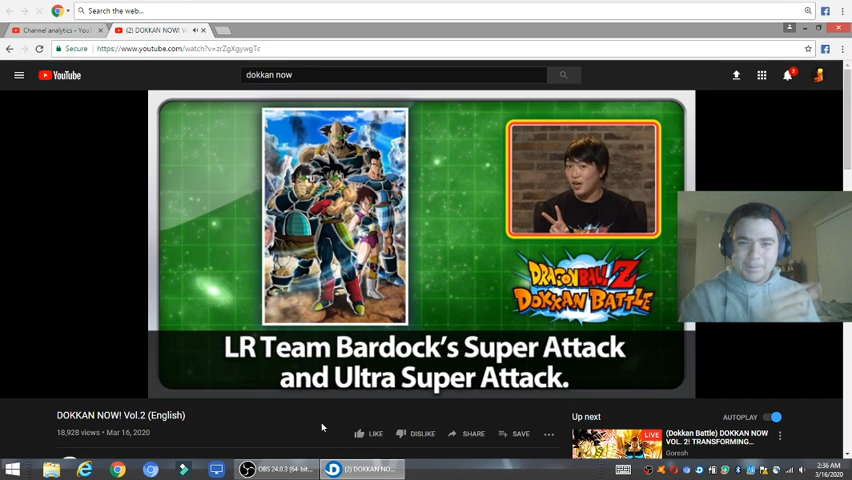 Search the web...
Channel analytics - You
(2) DOKKAN NOW! V
Secure
https://www.youtube.com/watch?v=zrZgXgywgTc
YouTube
dokkan now
2
DRAGON BALL Z
DOKKAN BATTLE
LR Team Bardock's Super Attack
and Ultra Super Attack.
DOKKAN NOW! Vol.2 (English)
18,928 views • Mar 16, 2020
LIKE
DISLIKE
SHARE
SAVE
Up next
AUTOPLAY
LIVE
(Dokkan Battle) DOKKAN NOW
VOL. 2! TRANSFORMING...
Goresh
OBS 24.0.3 (64-bit...
(2) DOKKAN NO...
2:36 AM
3/16/2020